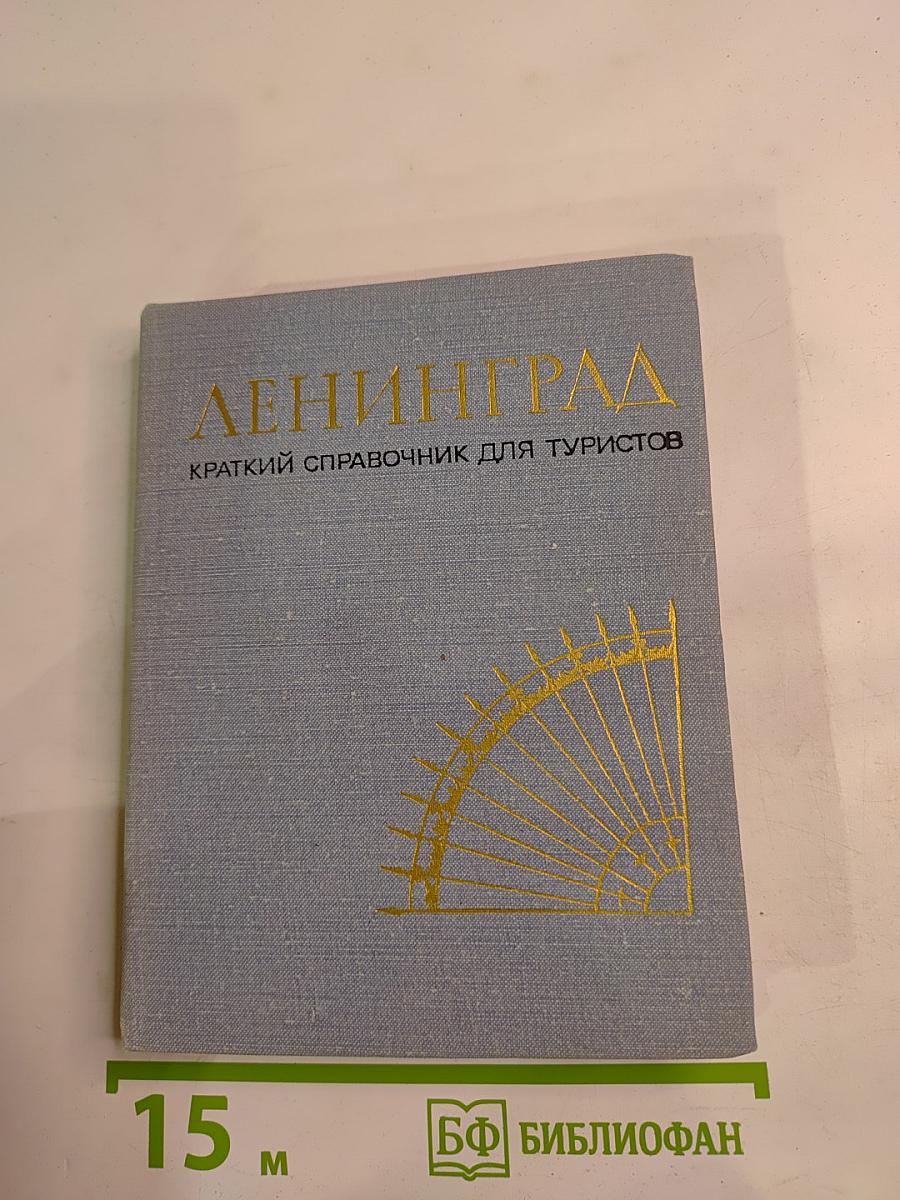 ЛЕНИНГРАД
КРАТКИЙ СПРАВОЧНИК ДЛЯ ТУРИСТОВ
15 м
БФ БИБЛИОФАН